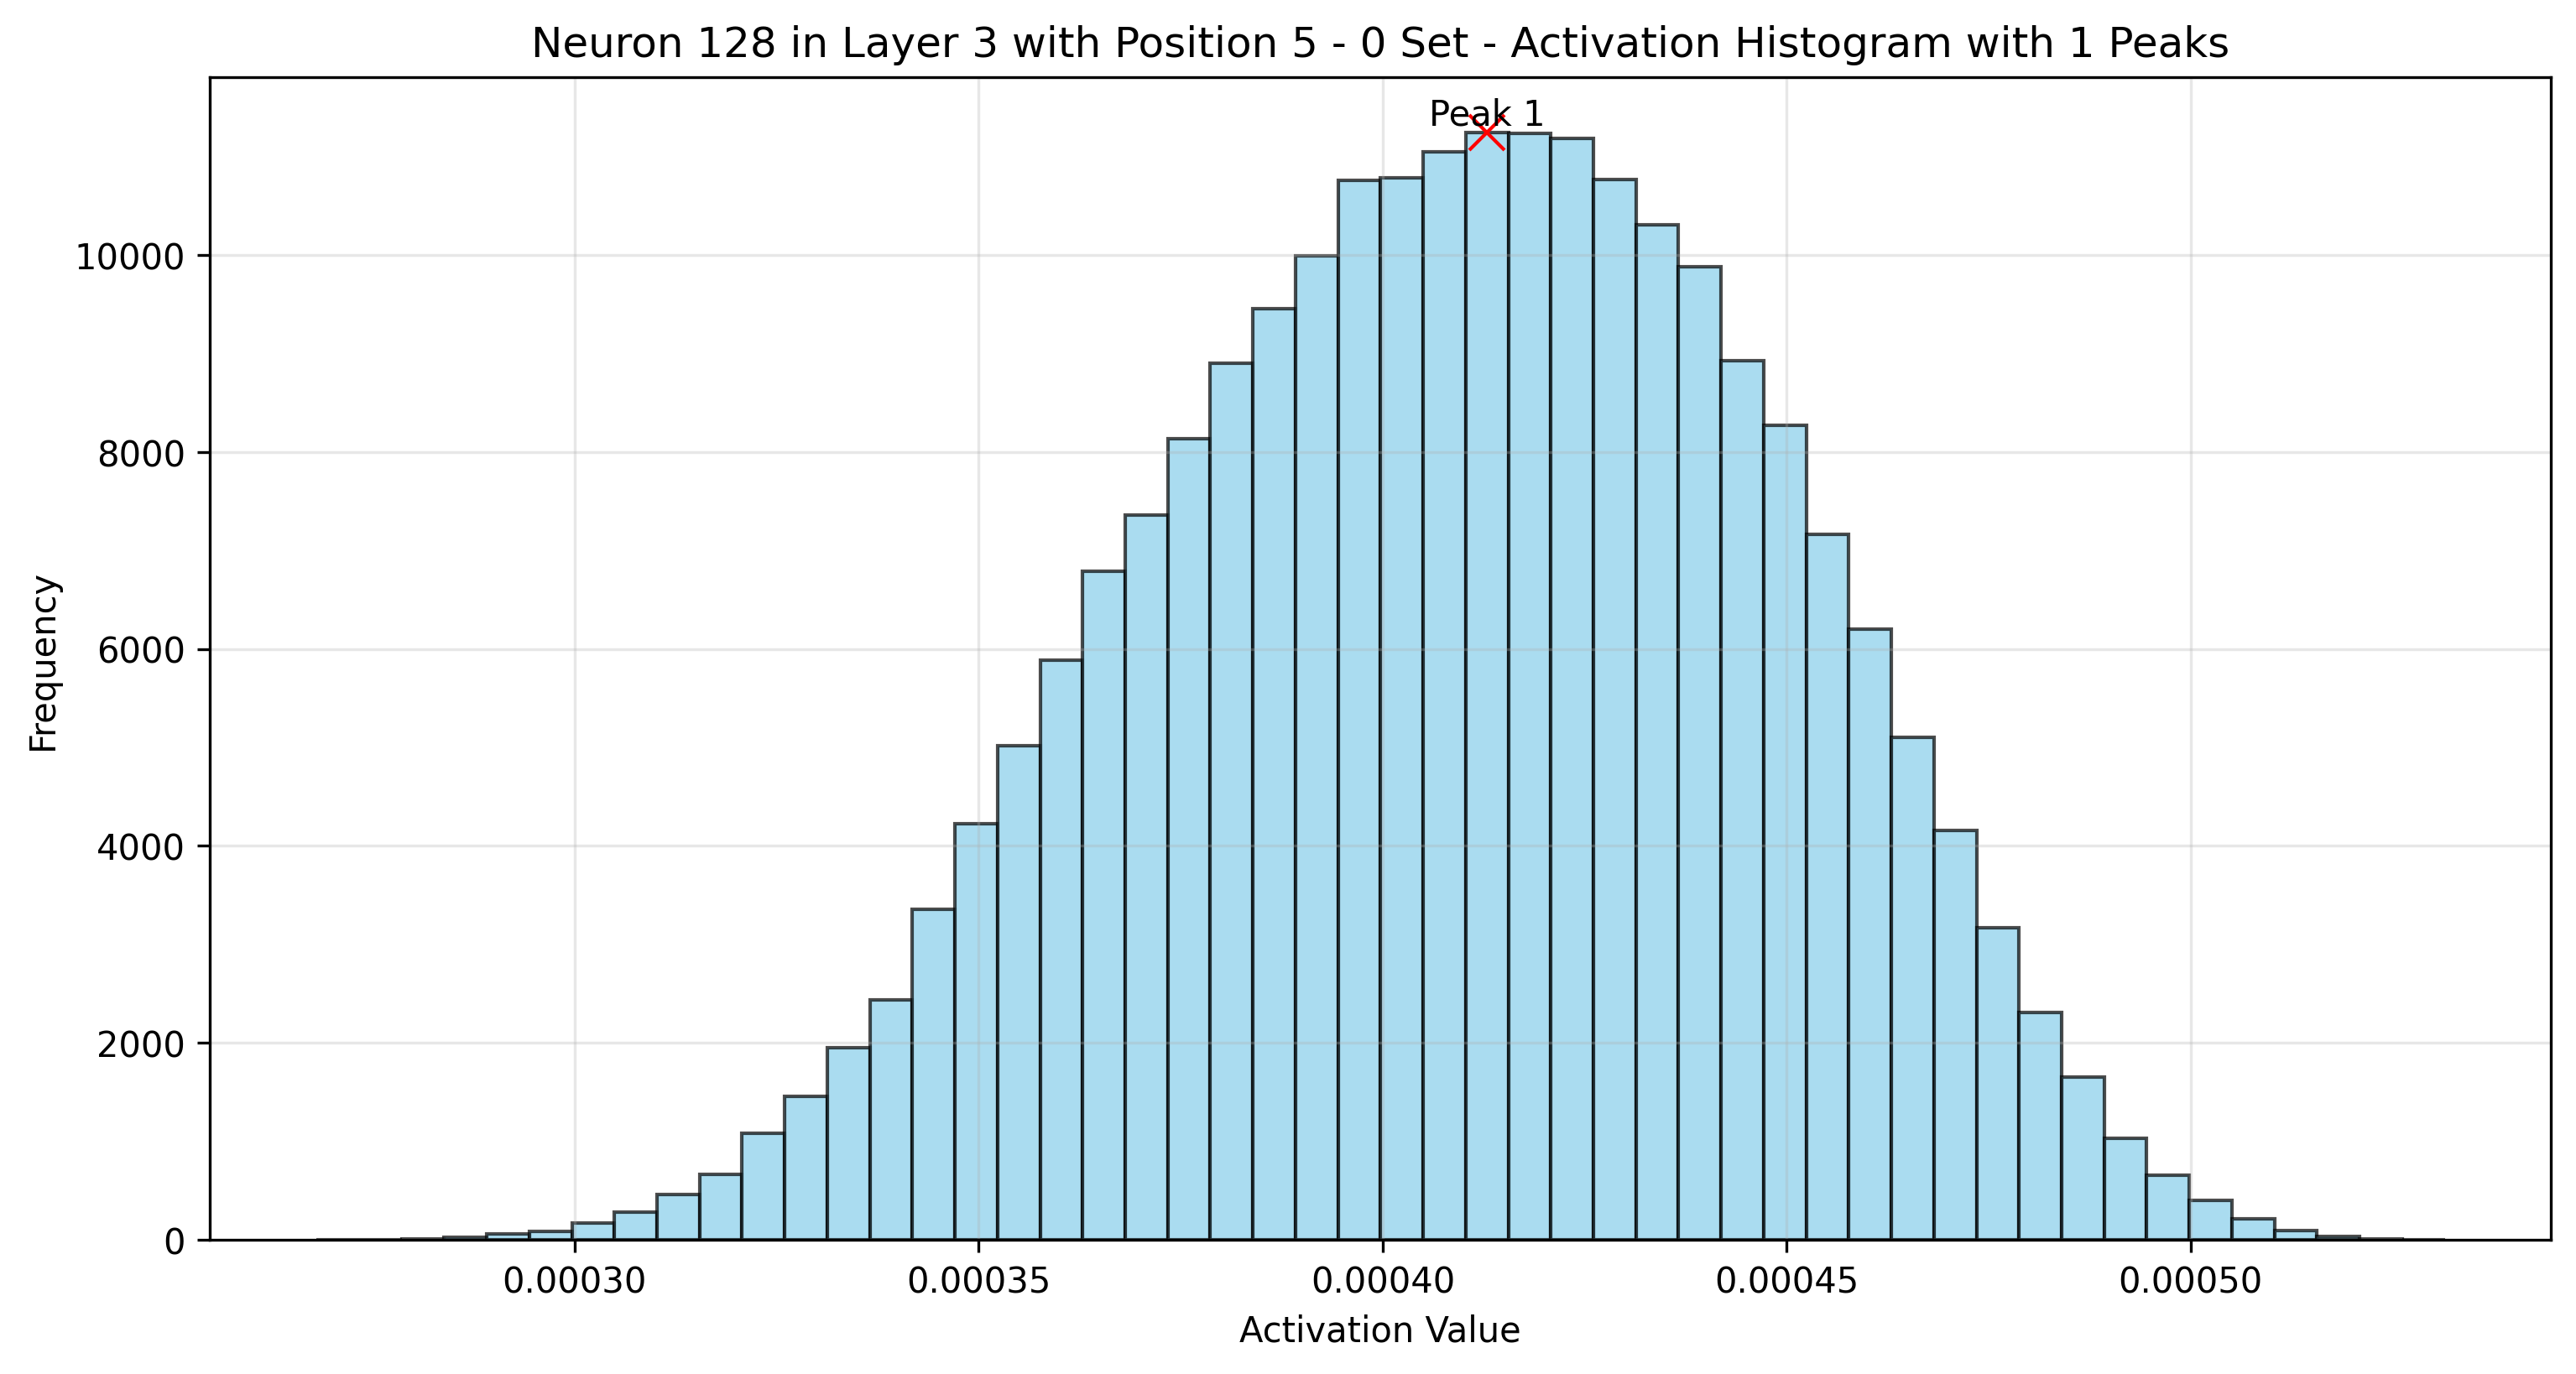 Neuron 128 in Layer 3 with Position 5 - 0 Set - Activation Histogram with 1 Peaks
Peak 1
10000
8000
6000
4000
2000
0
Frequency
0.00030 0.00035 0.00040 0.00045 0.00050
Activation Value